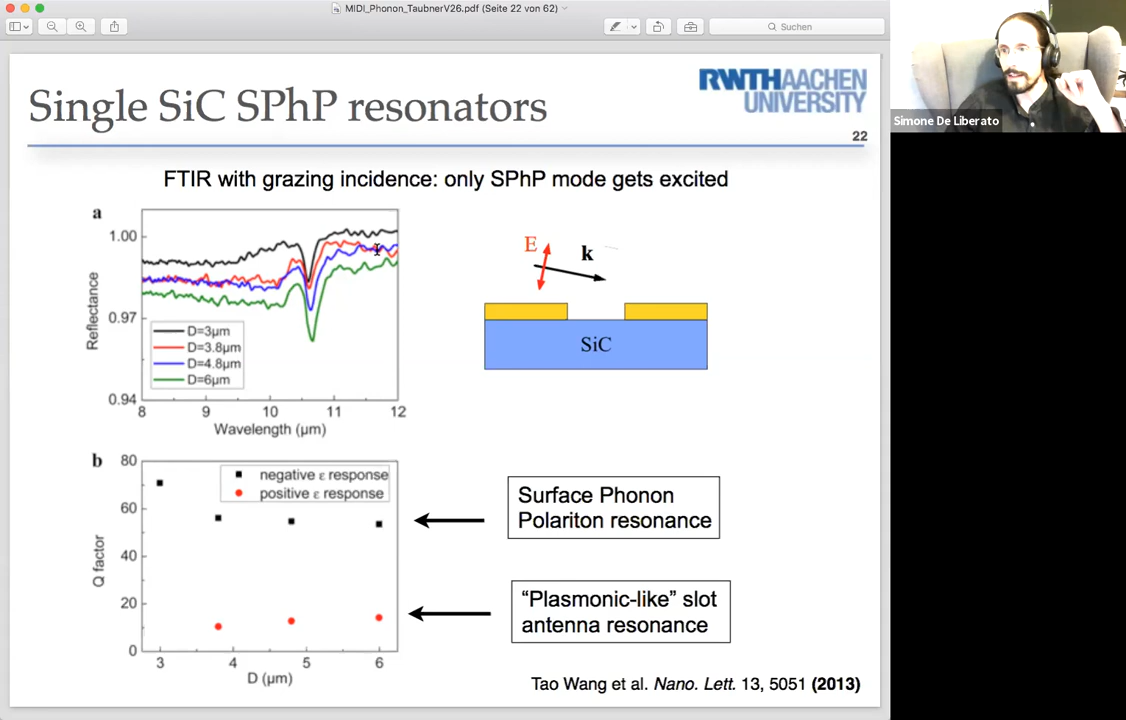 MIDI_Phonon_TaubnerV26.pdf (Seite 22 von 62)
Suchen
Simone De Liberato
Single SiC SPhP resonators
RWTHAACHEN
UNIVERSITY
22
FTIR with grazing incidence: only SPhP mode gets excited
a
1.00
0.97
0.94
Reflectance
D=3μm
D=3.8μm
D=4.8μm
D=6μm
8 9 10 11 12
Wavelength (μm)
E
k
SiC
b
80
60
40
20
0
Q factor
negative ε response
positive ε response
3 4 5 6
D (μm)
Surface Phonon
Polariton resonance
“Plasmonic-like” slot
antenna resonance
Tao Wang et al. Nano. Lett. 13, 5051 (2013)